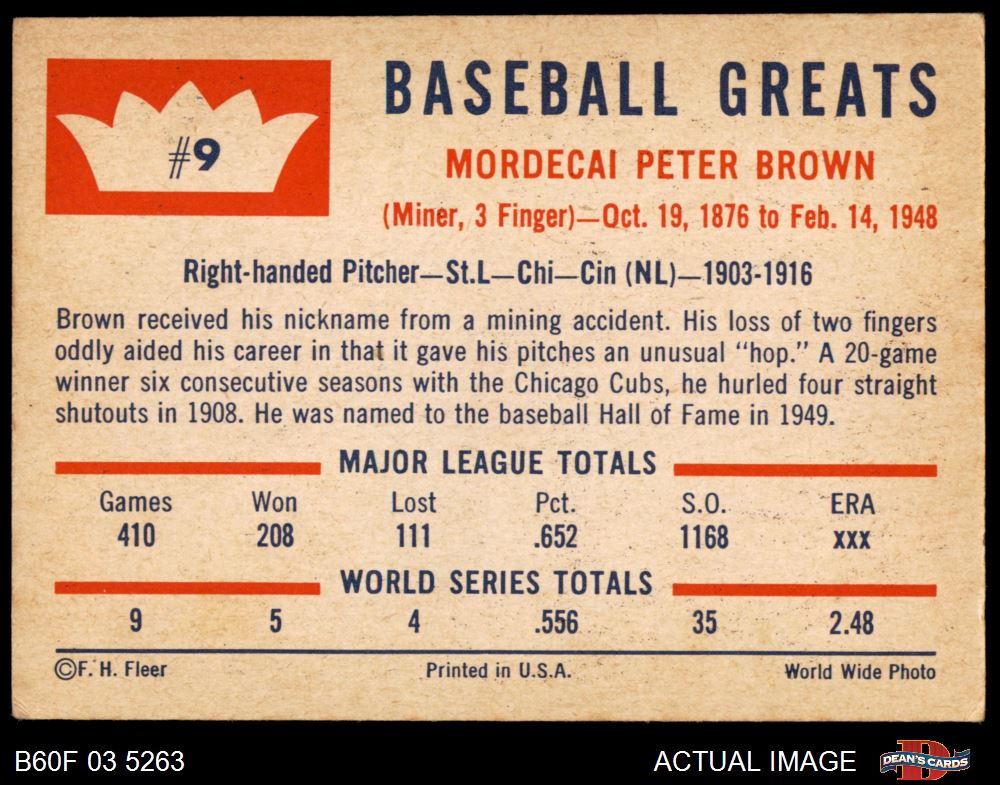 #9
BASEBALL GREATS
MORDECAI PETER BROWN
(Miner, 3 Finger)—Oct. 19, 1876 to Feb. 14, 1948
Right-handed Pitcher—St.L—Chi—Cin (NL)—1903-1916
Brown received his nickname from a mining accident. His loss of two fingers
oddly aided his career in that it gave his pitches an unusual “hop.” A 20-game
winner six consecutive seasons with the Chicago Cubs, he hurled four straight
shutouts in 1908. He was named to the baseball Hall of Fame in 1949.
MAJOR LEAGUE TOTALS
Games Won Lost Pct. S.O. ERA
410 208 111 .652 1168 xxx
WORLD SERIES TOTALS
9 5 4 .556 35 2.48
©F. H. Fleer Printed in U.S.A. World Wide Photo
B60F 03 5263 ACTUAL IMAGE D DEAN'S CARDS